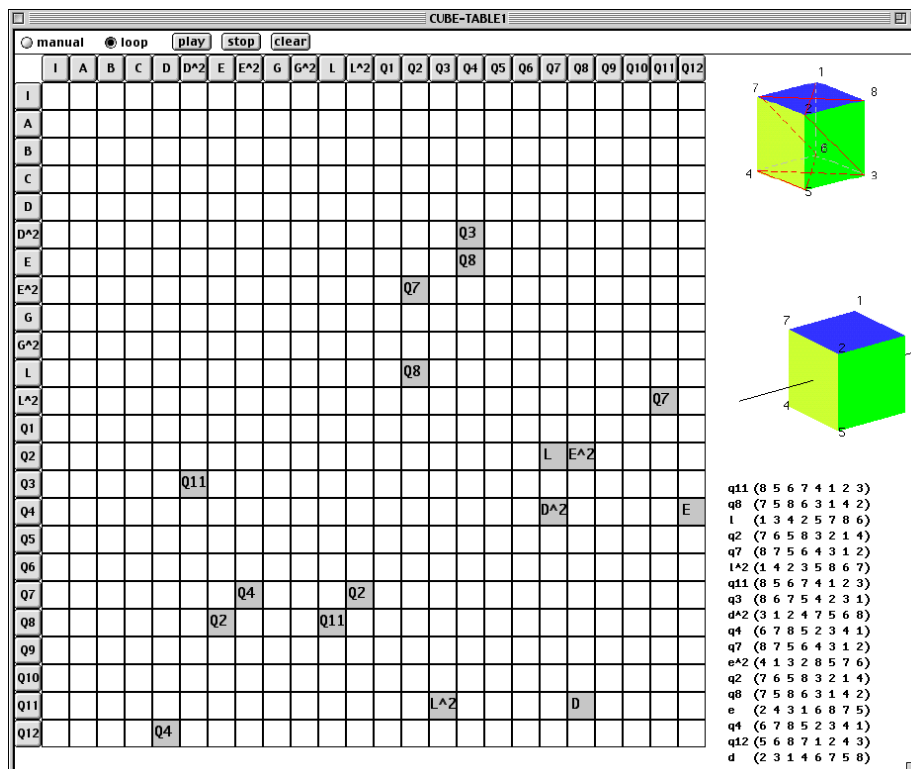 CUBE-TABLE1
manual loop play stop clear
I A B C D D^2 E E^2 G G^2 L L^2 Q1 Q2 Q3 Q4 Q5 Q6 Q7 Q8 Q9 Q10 Q11 Q12
I
A
B
C
D
D^2 Q3
E Q8
E^2 Q7
G
G^2
L Q8
L^2 Q7
Q1
Q2 L E^2
Q3 Q11
Q4 D^2 E
Q5
Q6
Q7 Q4 Q2
Q8 Q2 Q11
Q9
Q10
Q11 L^2 D
Q12 Q4
1
7 8
2
6
4 3
5
1
7
2
4
5
q11 (8 5 6 7 4 1 2 3)
q8 (7 5 8 6 3 1 4 2)
l (1 3 4 2 5 7 8 6)
q2 (7 6 5 8 3 2 1 4)
q7 (8 7 5 6 4 3 1 2)
l^2 (1 4 2 3 5 8 6 7)
q11 (8 5 6 7 4 1 2 3)
q3 (8 6 7 5 4 2 3 1)
d^2 (3 1 2 4 7 5 6 8)
q4 (6 7 8 5 2 3 4 1)
q7 (8 7 5 6 4 3 1 2)
e^2 (4 1 3 2 8 5 7 6)
q2 (7 6 5 8 3 2 1 4)
q8 (7 5 8 6 3 1 4 2)
e (2 4 3 1 6 8 7 5)
q4 (6 7 8 5 2 3 4 1)
q12 (5 6 8 7 1 2 4 3)
d (2 3 1 4 6 7 5 8)